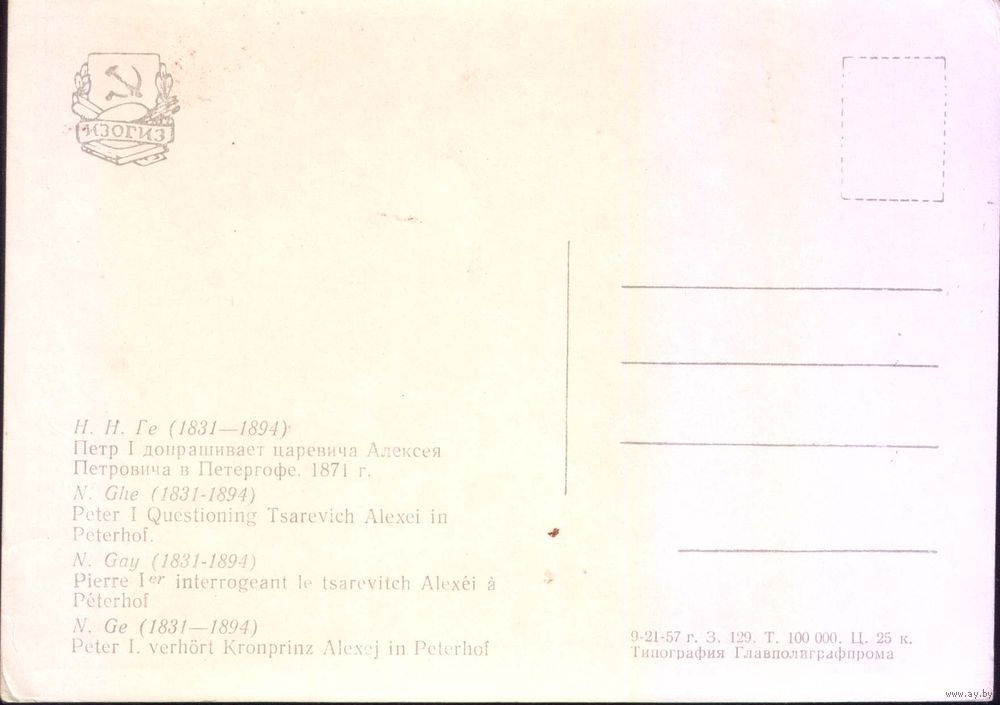 ИЗОГИЗ
Н. Н. Ге (1831—1894)
Петр I допрашивает царевича Алексея
Петровича в Петергофе. 1871 г.
N. Ghe (1831-1894)
Peter I Questioning Tsarevich Alexei in
Peterhof.
N. Gay (1831-1894)
Pierre Ier interrogeant le tsarevitch Alexéi à
Péterhof
N. Ge (1831—1894)
Peter I. verhört Kronprinz Alexej in Peterhof
9-21-57 г. З. 129. Т. 100 000. Ц. 25 к.
Типография Главполиграфпрома
www.ay.by